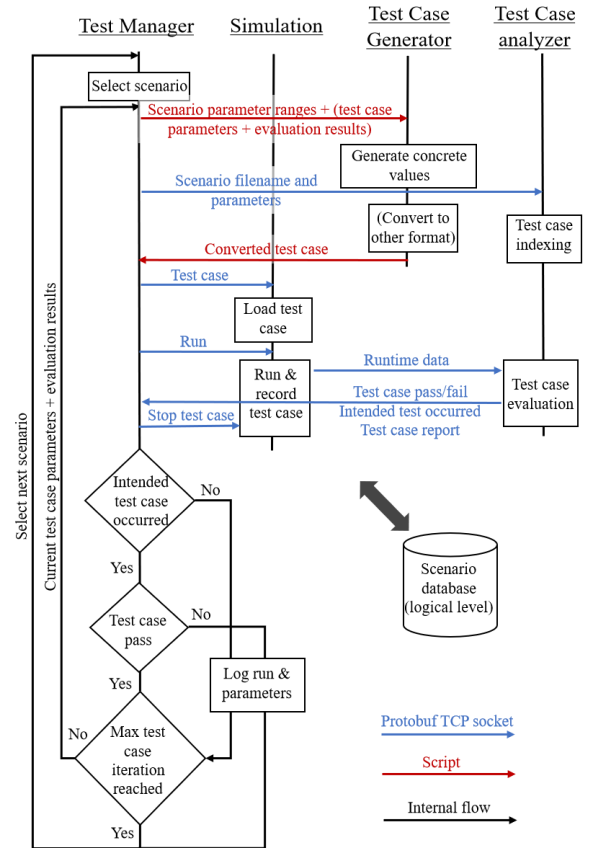 Test Manager
Simulation
Test Case
Generator
Test Case
analyzer
Select scenario
Scenario parameter ranges + (test case
parameters + evaluation results)
Generate concrete
values
Scenario filename and
parameters
(Convert to
other format)
Test case
indexing
Converted test case
Test case
Load test
case
Run
Run &
record
test case
Runtime data
Test case
evaluation
Test case pass/fail
Intended test occurred
Test case report
Stop test case
Select next scenario
Current test case parameters + evaluation results
Intended
test case
occurred
No
Yes
Test case
pass
No
Yes
Log run &
parameters
Max test
case
iteration
reached
No
Yes
Scenario
database
(logical level)
Protobuf TCP socket
Script
Internal flow